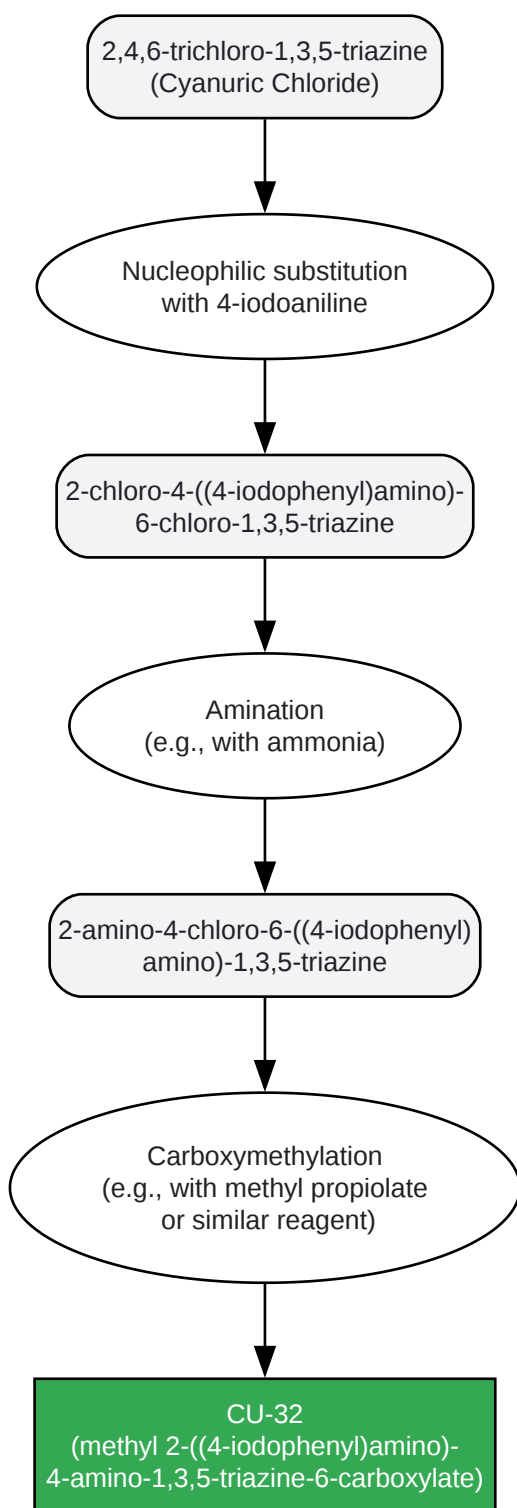 2,4,6-trichloro-1,3,5-triazine
(Cyanuric Chloride)
Nucleophilic substitution
with 4-iodoaniline
2-chloro-4-((4-iodophenyl)amino)-
6-chloro-1,3,5-triazine
Amination
(e.g., with ammonia)
2-amino-4-chloro-6-((4-iodophenyl)
amino)-1,3,5-triazine
Carboxymethylation
(e.g., with methyl propiolate
or similar reagent)
CU-32
(methyl 2-((4-iodophenyl)amino)-
4-amino-1,3,5-triazine-6-carboxylate)